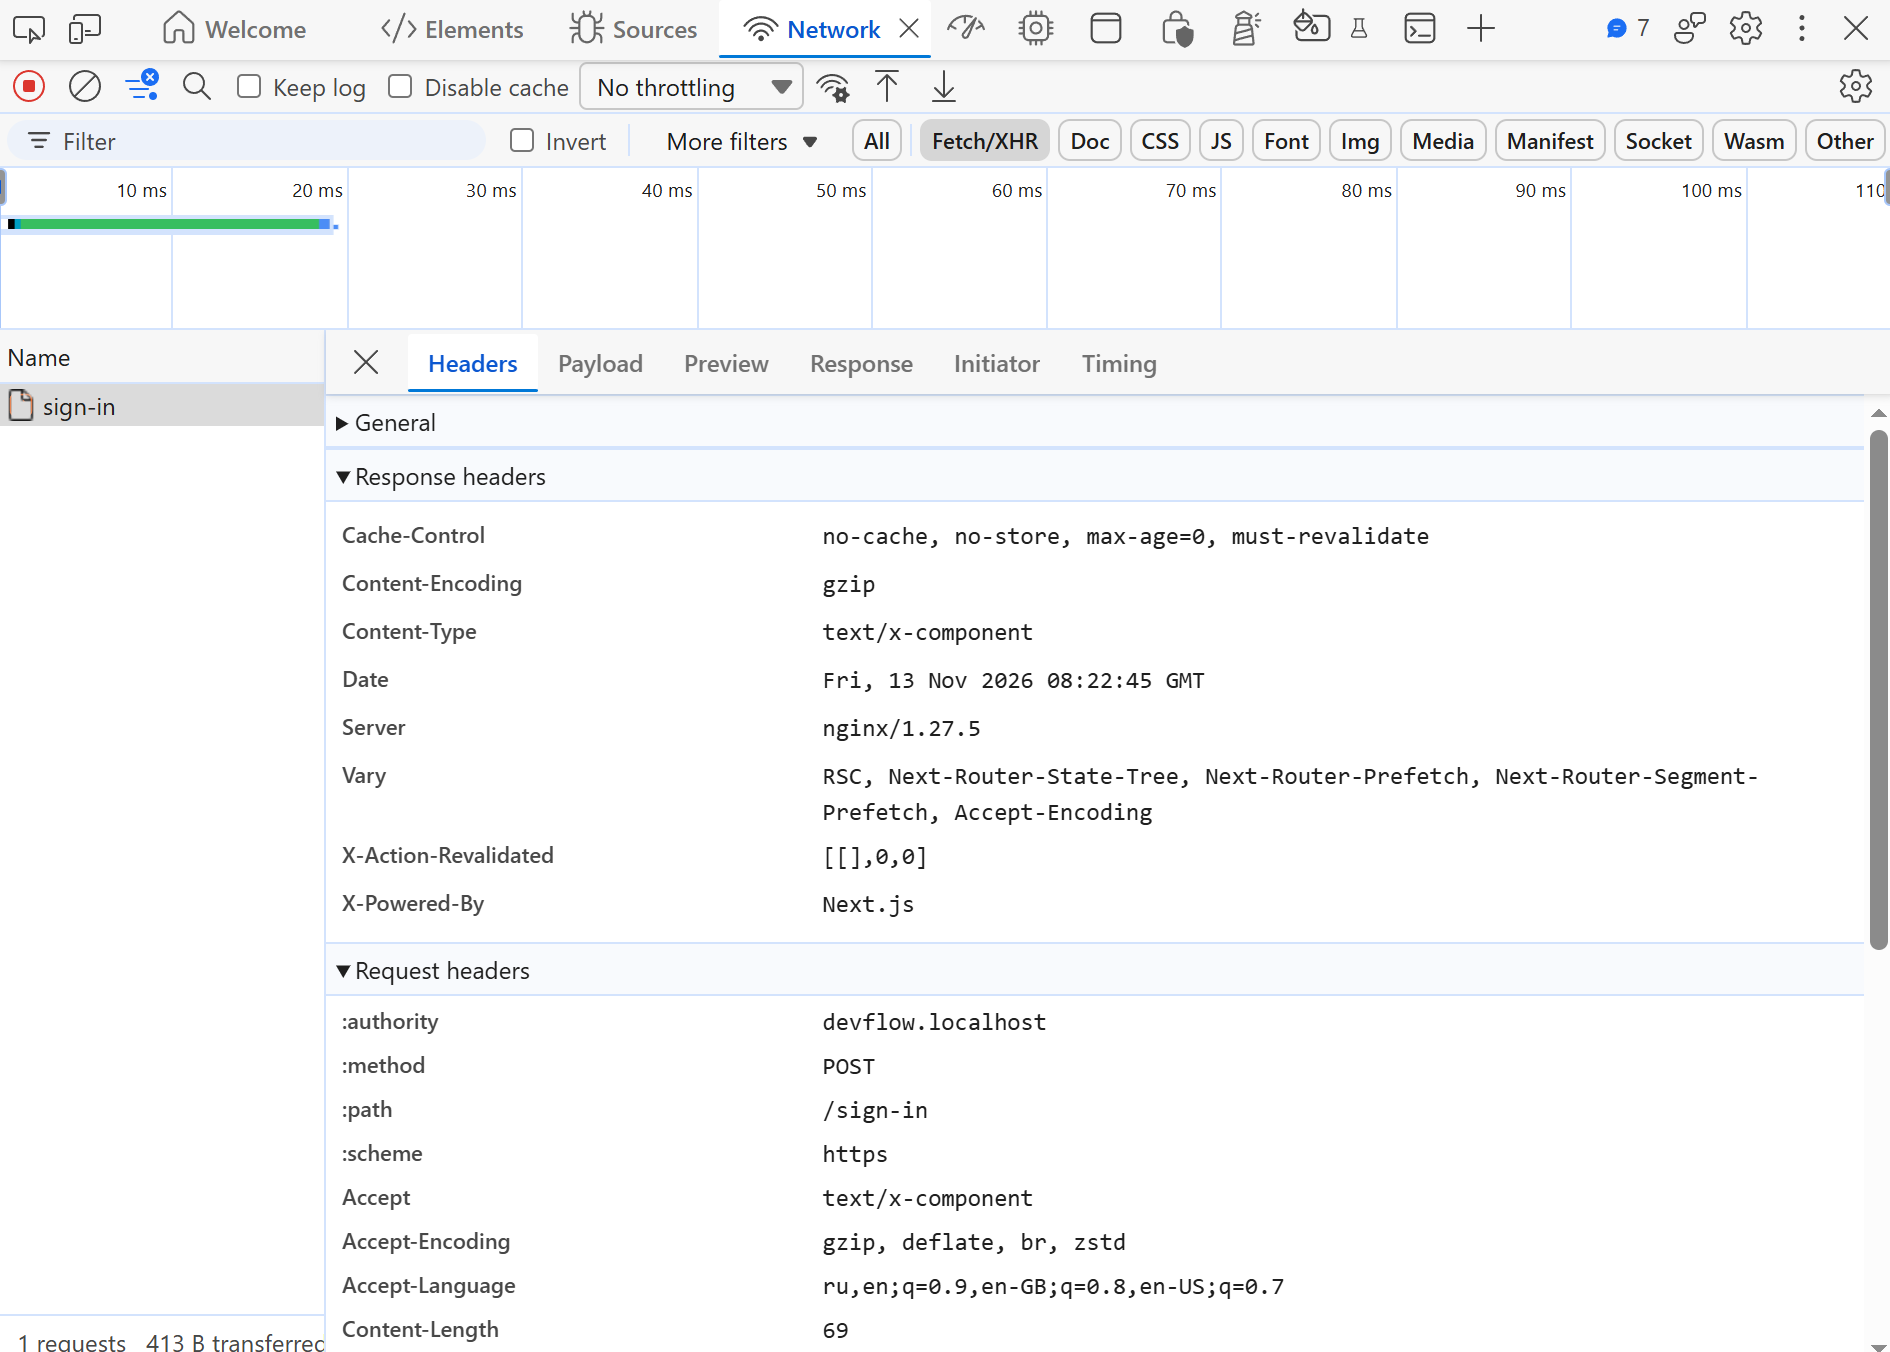 Welcome Elements Sources Network 7
Keep log Disable cache No throttling
Filter Invert More filters All Fetch/XHR Doc CSS JS Font Img Media Manifest Socket Wasm Other
10 ms 20 ms 30 ms 40 ms 50 ms 60 ms 70 ms 80 ms 90 ms 100 ms 110
Name
sign-in
Headers Payload Preview Response Initiator Timing
General
Response headers
Cache-Control no-cache, no-store, max-age=0, must-revalidate
Content-Encoding gzip
Content-Type text/x-component
Date Fri, 13 Nov 2026 08:22:45 GMT
Server nginx/1.27.5
Vary RSC, Next-Router-State-Tree, Next-Router-Prefetch, Next-Router-Segment-
Prefetch, Accept-Encoding
X-Action-Revalidated [[],0,0]
X-Powered-By Next.js
Request headers
:authority devflow.localhost
:method POST
:path /sign-in
:scheme https
Accept text/x-component
Accept-Encoding gzip, deflate, br, zstd
Accept-Language ru,en;q=0.9,en-GB;q=0.8,en-US;q=0.7
Content-Length 69
1 requests 413 B transferred